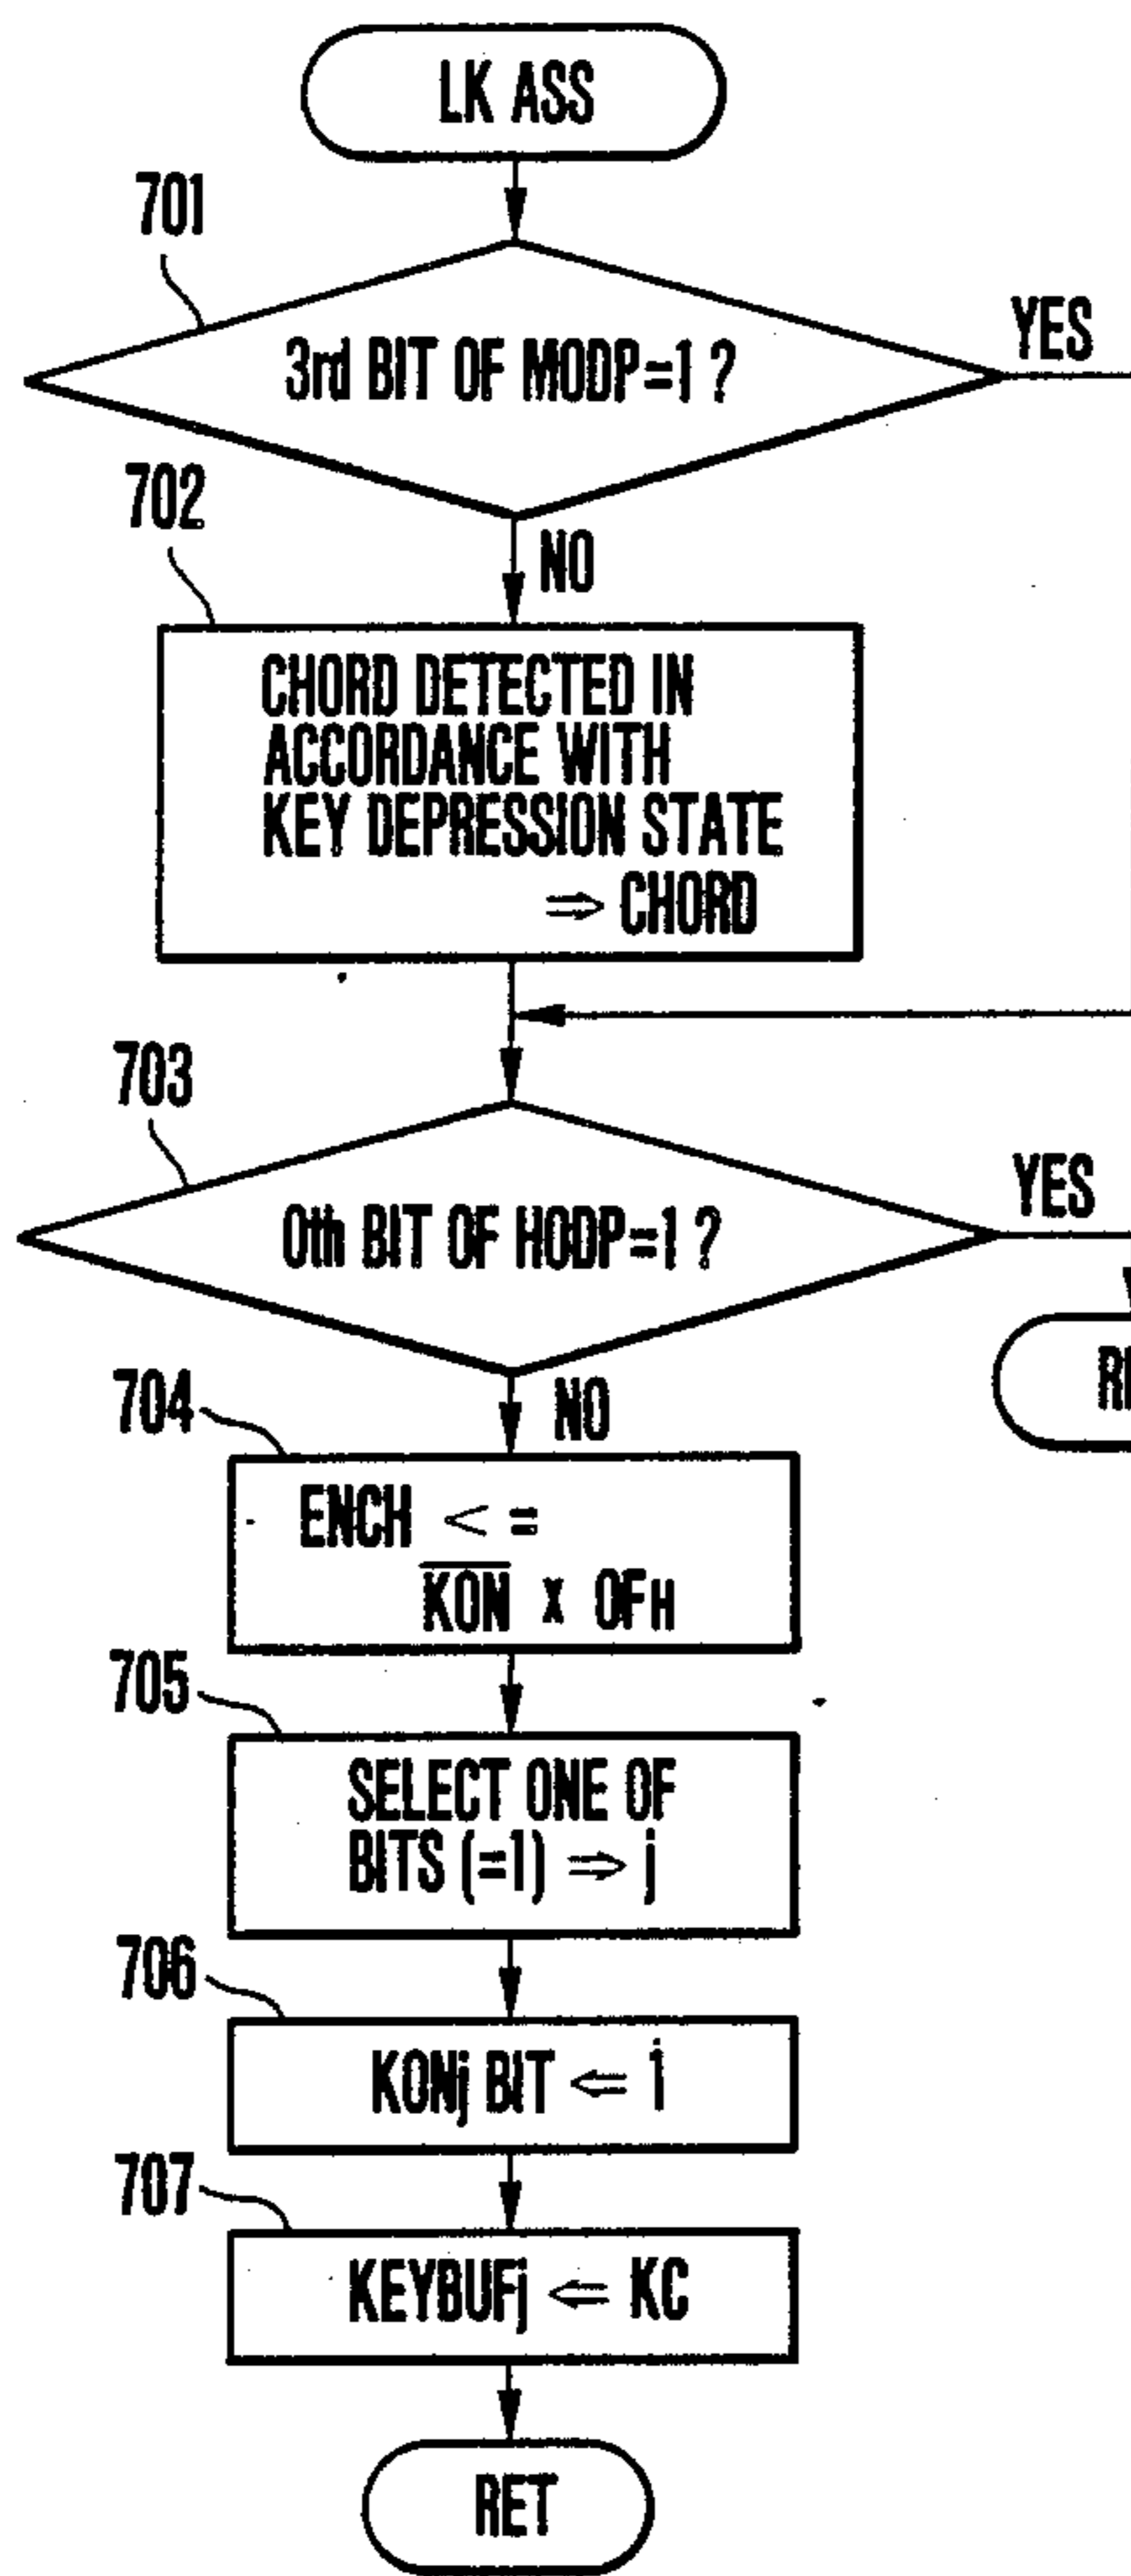 LK ASS
701
3rd BIT OF MODP=1 ?
YES
702
NO
CHORD DETECTED IN
ACCORDANCE WITH
KEY DEPRESSION STATE
⇒ CHORD
703
0th BIT OF HODP=1 ?
YES
704
NO
ENCH <=
K̅O̅N̅ X OFH
705
SELECT ONE OF
BITS (=1) ⇒ j
706
KONj BIT ⇐ 1
707
KEYBUFj ⇐ KC
RET